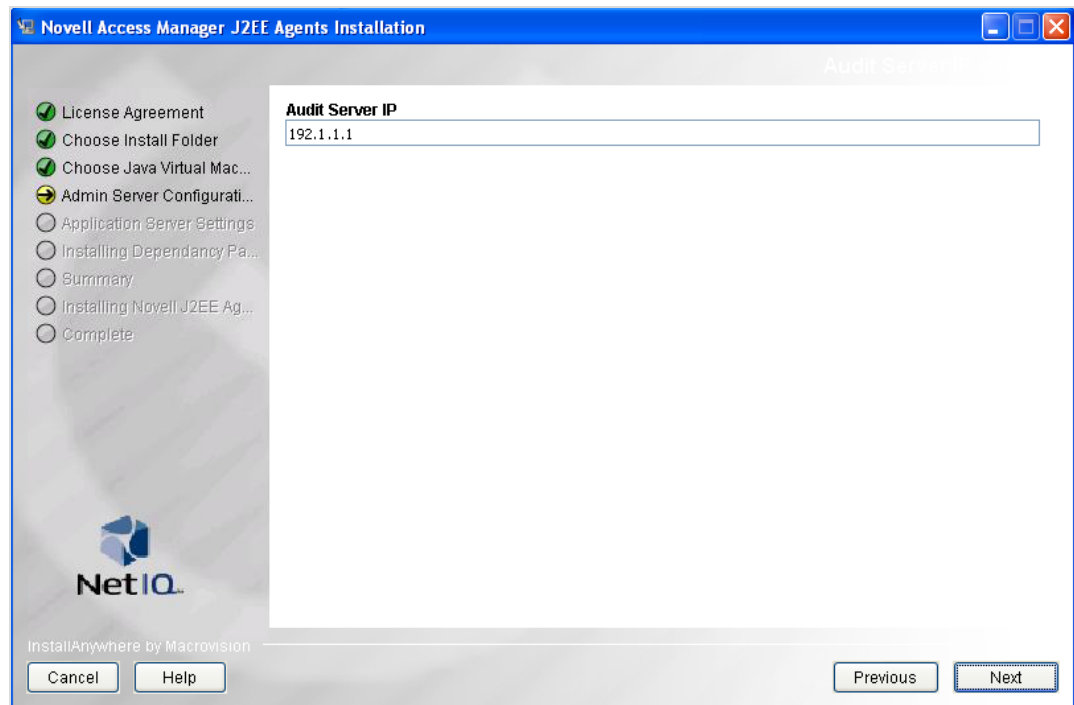 Novell Access Manager J2EE Agents Installation
Audit Server IP
License Agreement
Choose Install Folder
Choose Java Virtual Mac...
Admin Server Configurati...
Application Server Settings
Installing Dependancy Pa...
Summary
Installing Novell J2EE Ag...
Complete
Audit Server IP
192.1.1.1
NetIQ
InstallAnywhere by Macrovision
Cancel
Help
Previous
Next